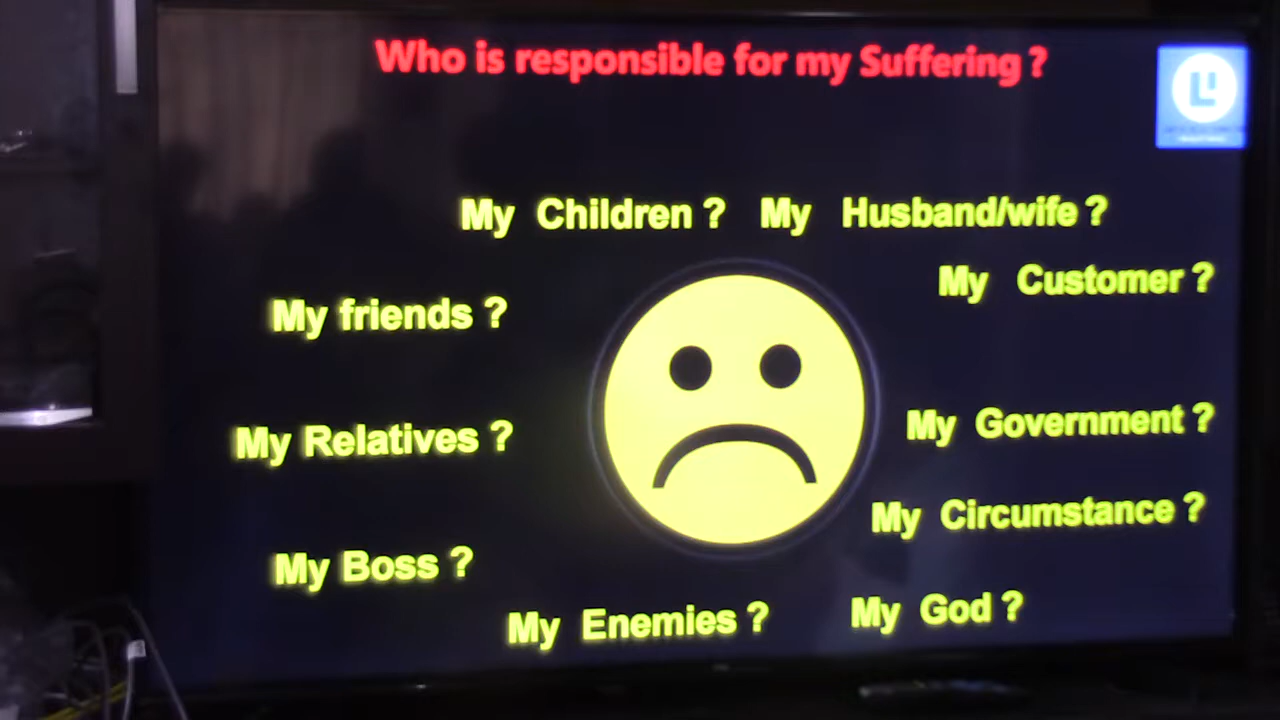 Who is responsible for my Suffering ?
My Children ? My Husband/wife ?
My Customer ?
My friends ?
My Government ?
My Relatives ?
My Circumstance ?
My Boss ?
My God ?
My Enemies ?